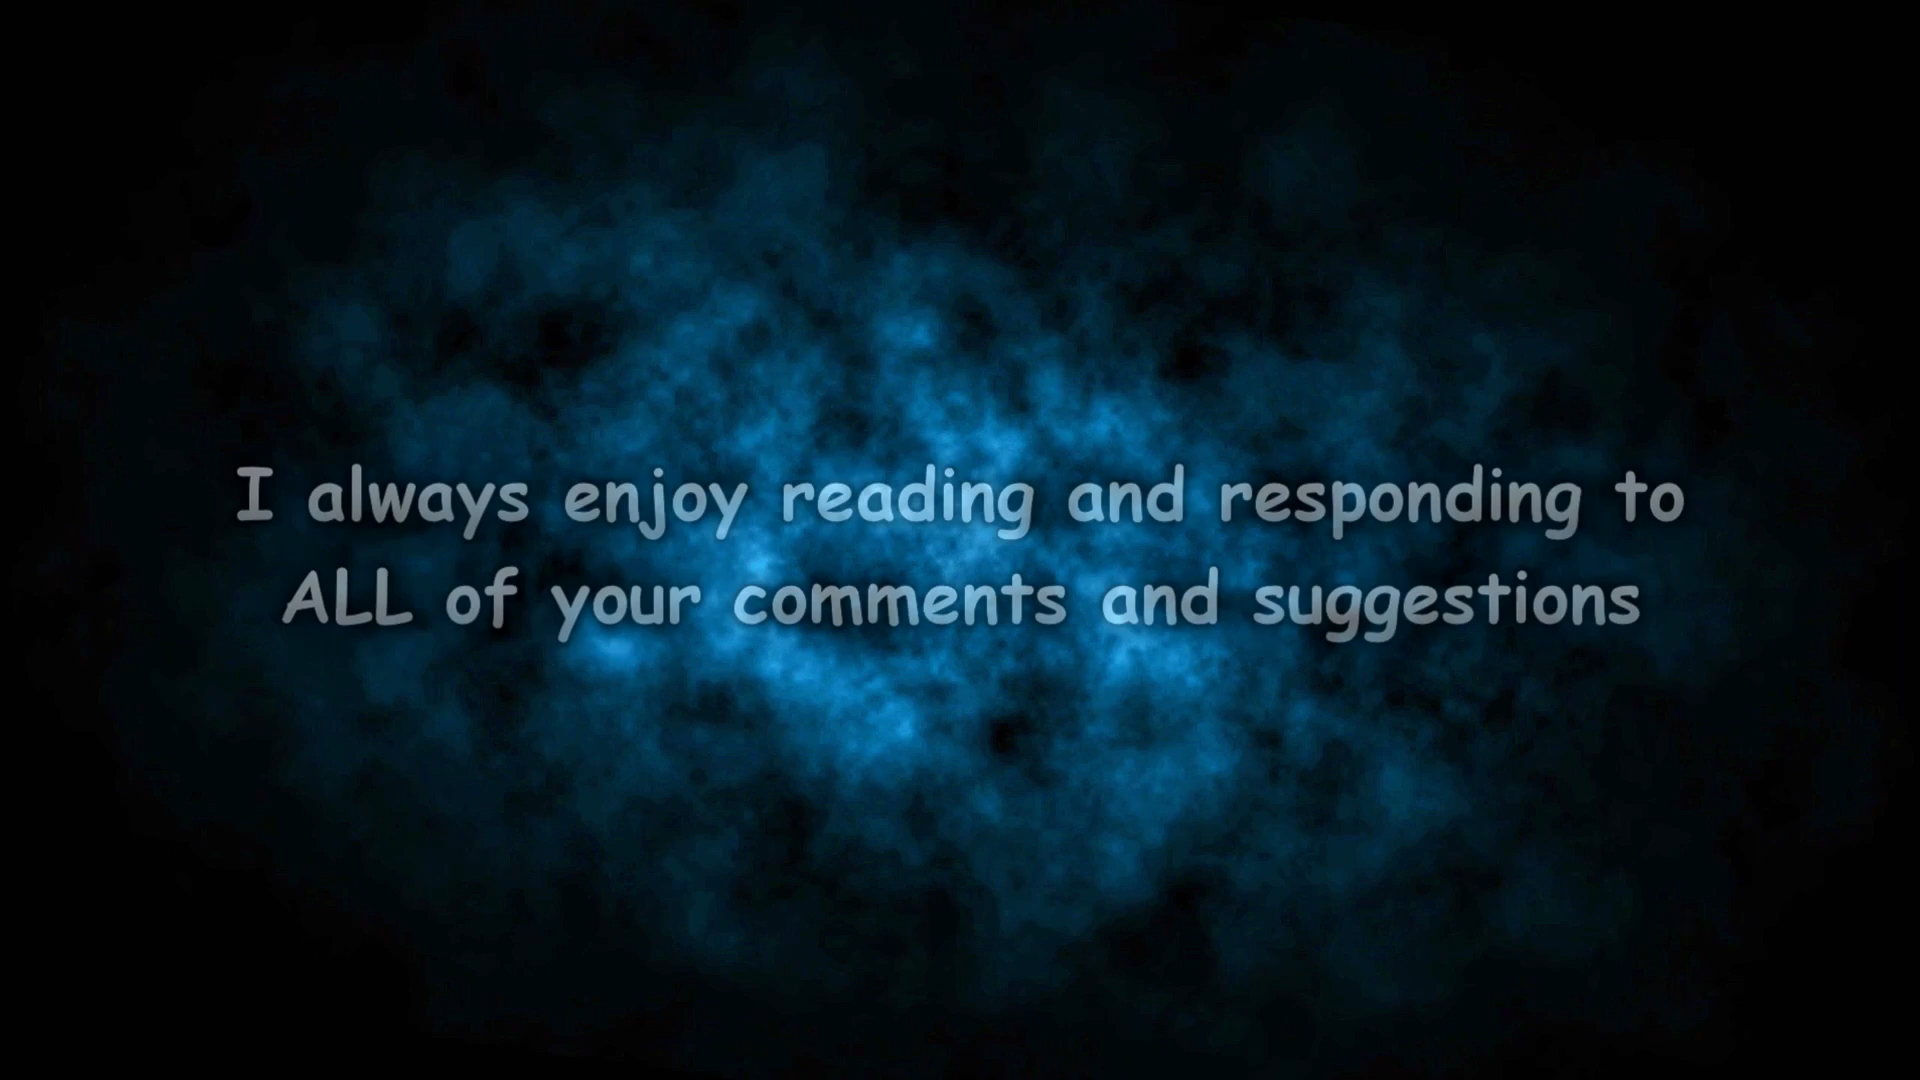 I always enjoy reading and responding to
ALL of your comments and suggestions